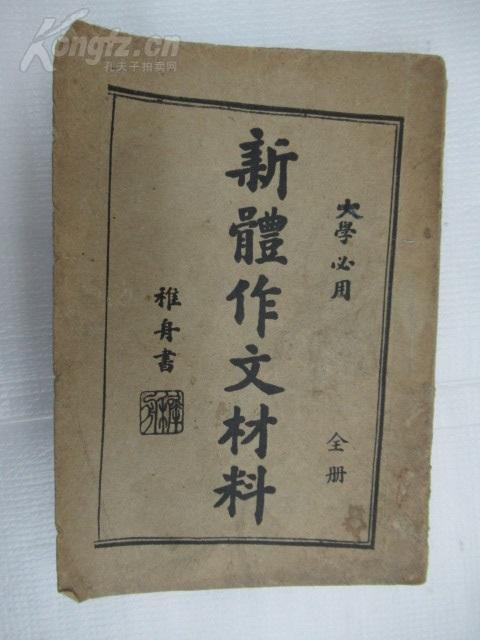 Kongfz.cn
孔夫子拍卖网
大學必用
全册
新體作文材料
稚舟書